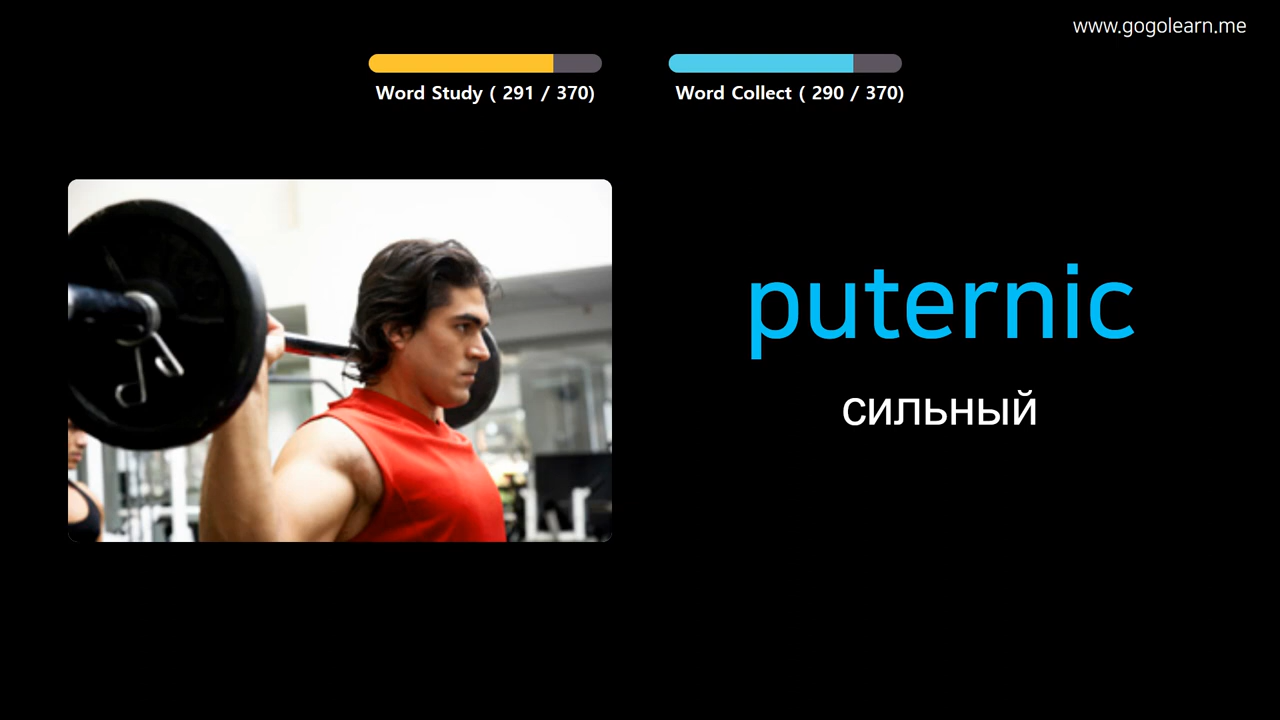 www.gogolearn.me
Word Study ( 291 / 370)
Word Collect ( 290 / 370)
puternic
сильный